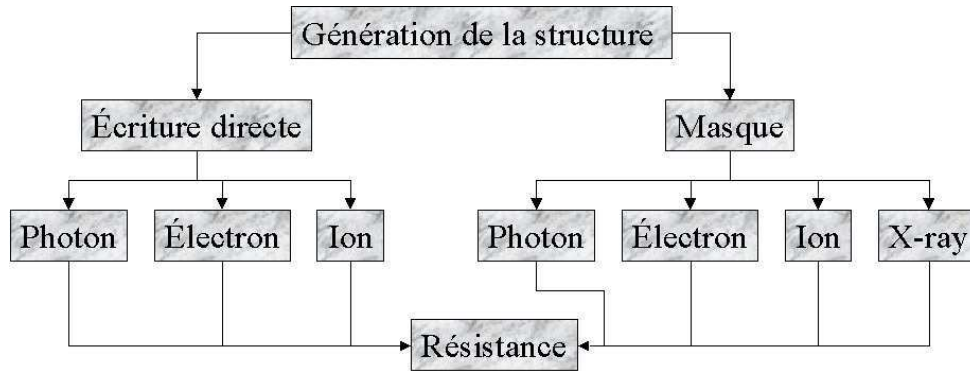 Génération de la structure
Écriture directe
Masque
Photon
Électron
Ion
Photon
Électron
Ion
X-ray
Résistance